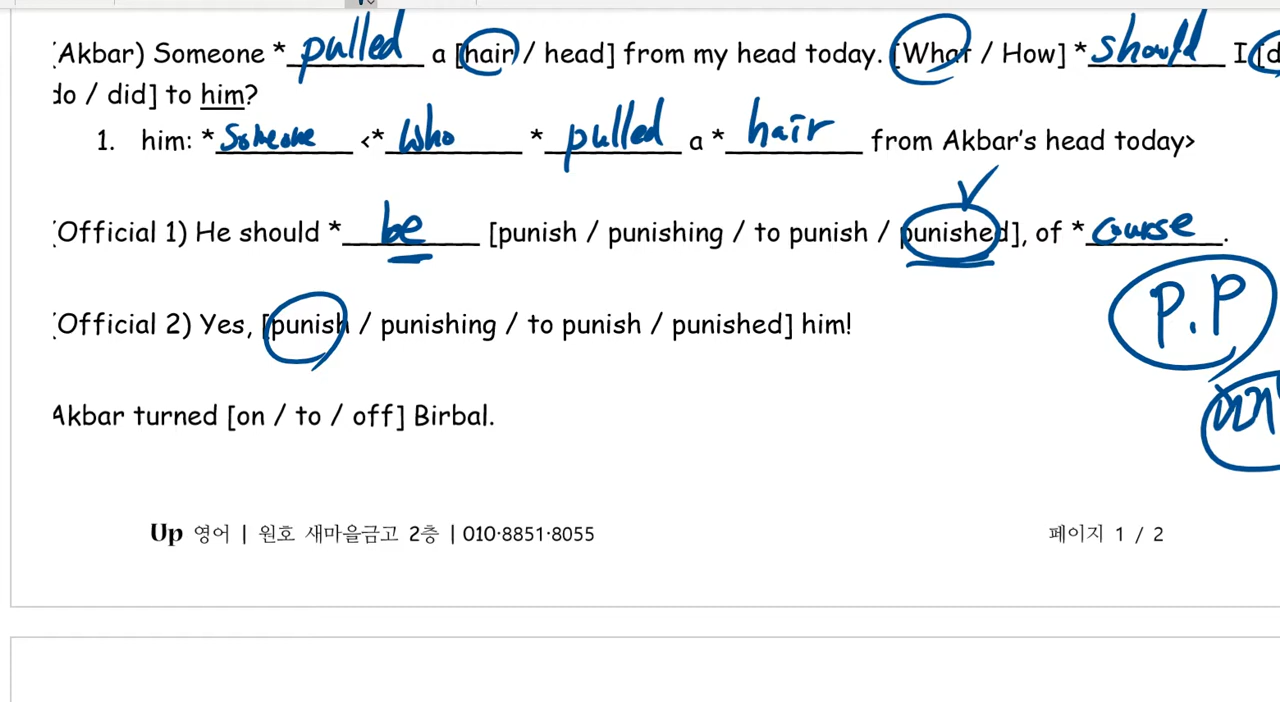 (Akbar) Someone * pulled a [hair / head] from my head today. [What / How] * should I [d
do / did] to him?
1. him: * Someone <* who * pulled a * hair from Akbar's head today>
(Official 1) He should * be [punish / punishing / to punish / punished], of * course.
P.P
(Official 2) Yes, [punish / punishing / to punish / punished] him!
Akbar turned [on / to / off] Birbal.
Up 영어 | 원호 새마을금고 2층 | 010·8851·8055
페이지 1 / 2